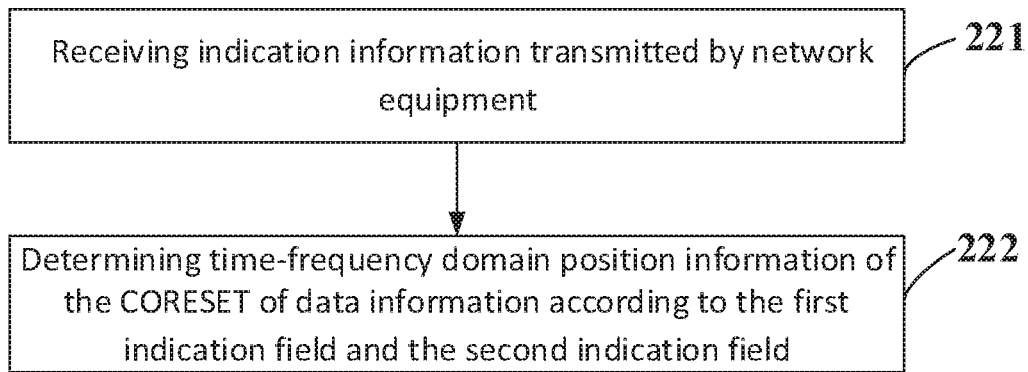 Receiving indication information transmitted by network
equipment
221
Determining time-frequency domain position information of
the CORESET of data information according to the first
indication field and the second indication field
222